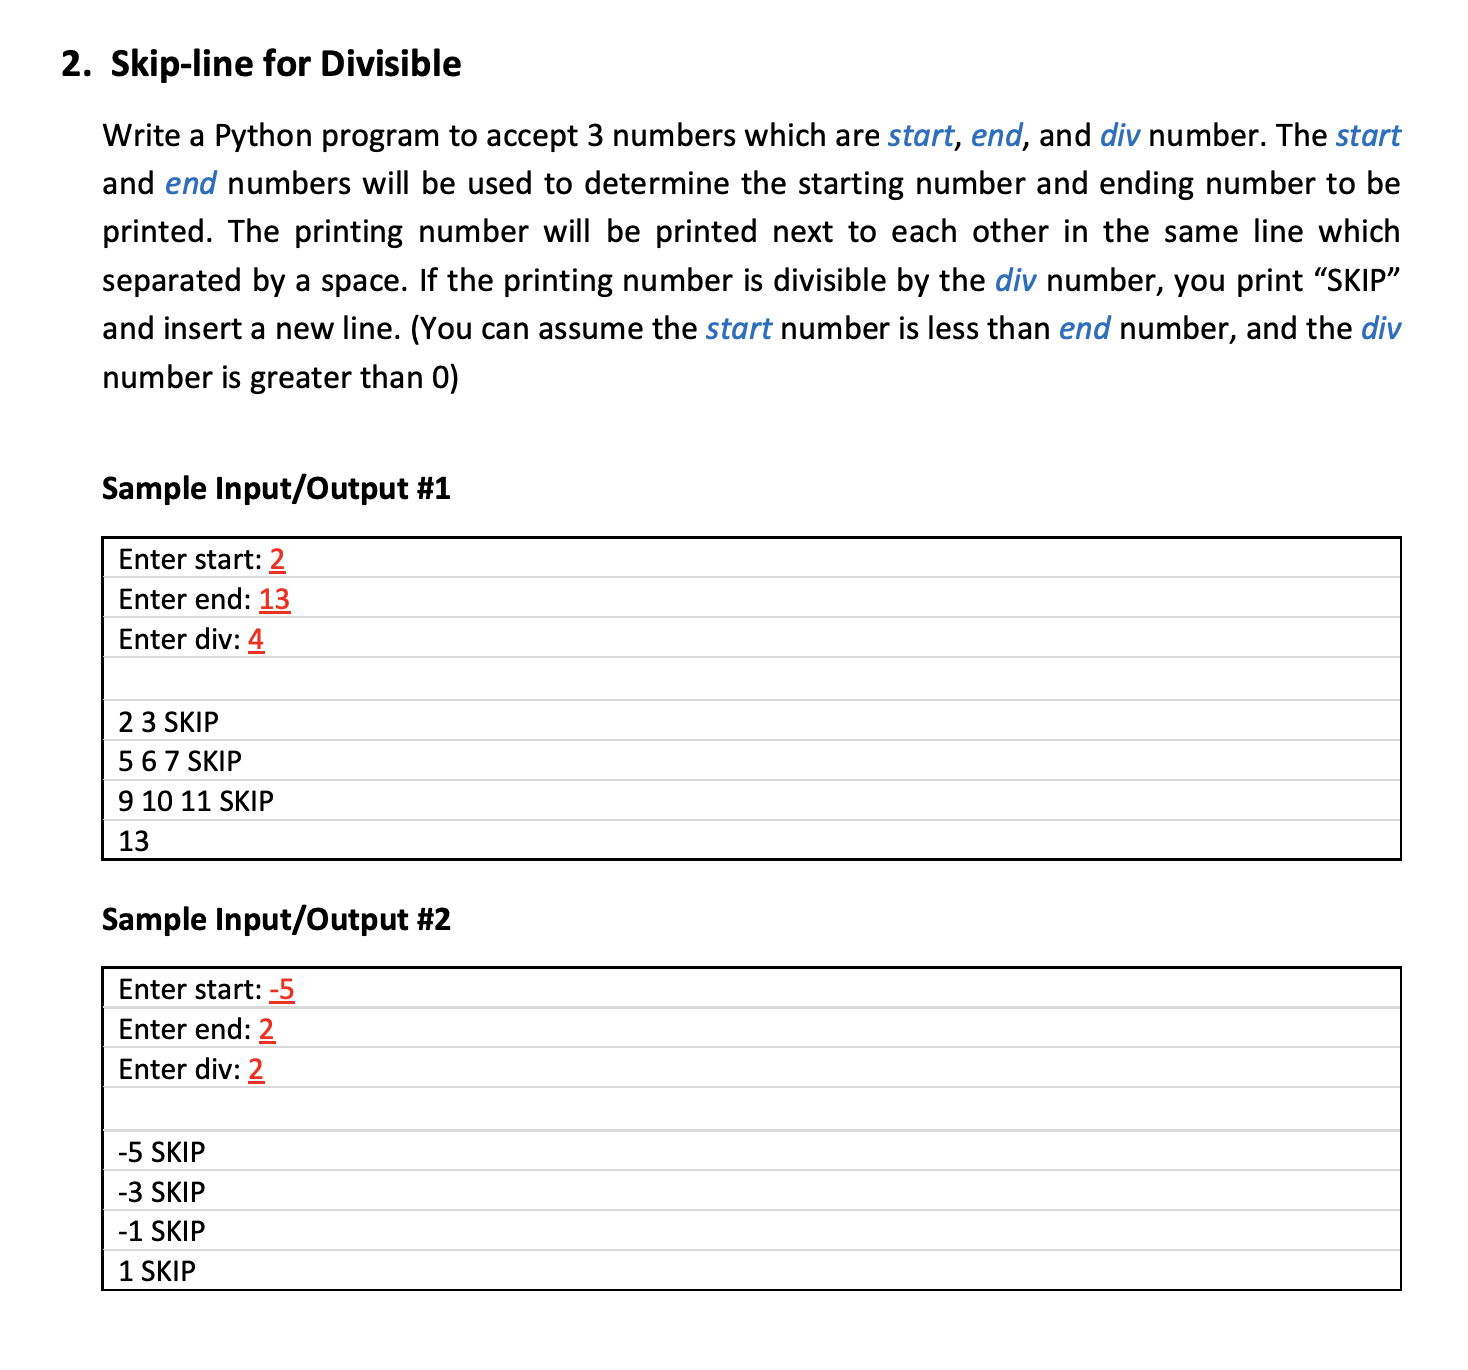 2. Skip-line for Divisible
Write a Python program to accept 3 numbers which are start, end, and div number. The start
and end numbers will be used to determine the starting number and ending number to be
printed. The printing number will be printed next to each other in the same line which
separated by a space. If the printing number is divisible by the div number, you print “SKIP”
and insert a new line. (You can assume the start number is less than end number, and the div
number is greater than 0)
Sample Input/Output #1
Enter start: 2
Enter end: 13
Enter div: 4
2 3 SKIP
5 6 7 SKIP
9 10 11 SKIP
13
Sample Input/Output #2
Enter start: -5
Enter end: 2
Enter div: 2
-5 SKIP
-3 SKIP
-1 SKIP
1 SKIP